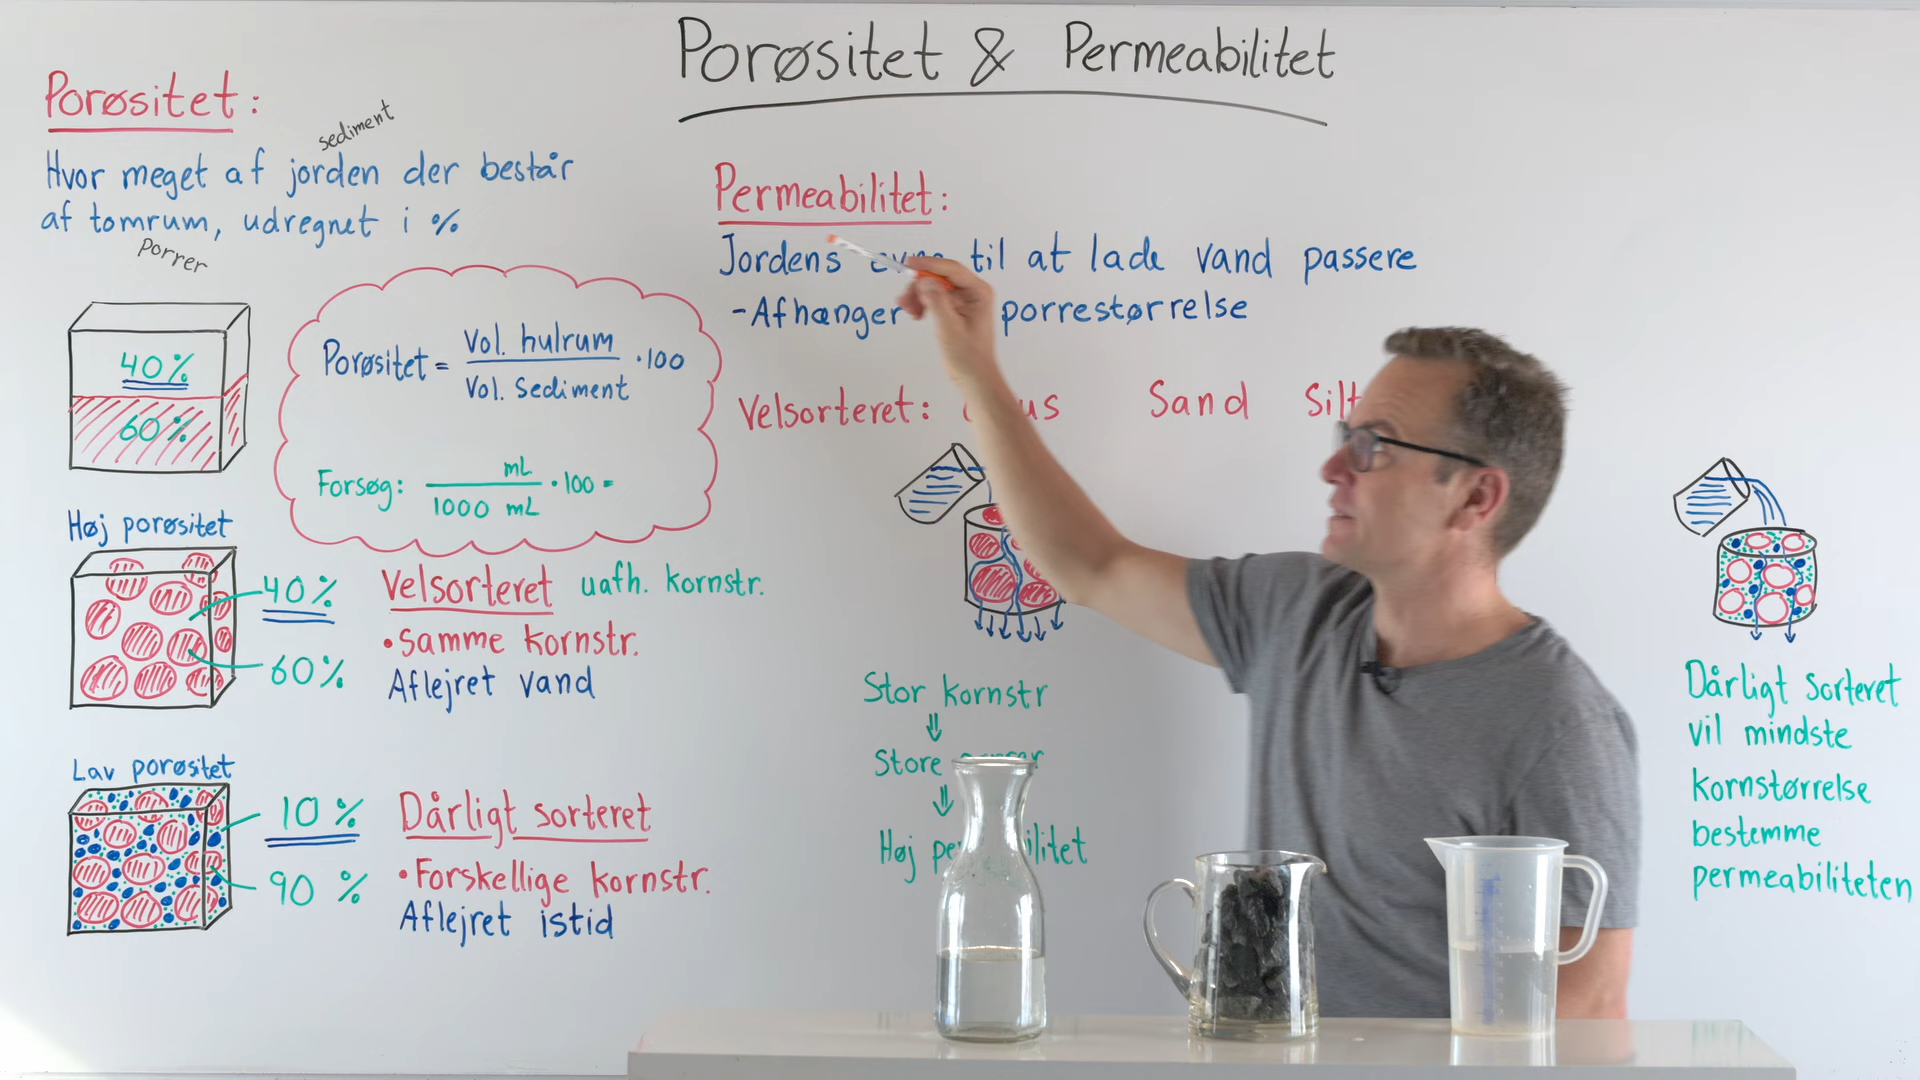 Porøsitet & Permeabilitet
Porøsitet:
sediment
Hvor meget af jorden der består
af tomrum, udregnet i %
Porrer
40%
60%
Porøsitet = Vol. hulrum / Vol. Sediment · 100
Forsøg: mL / 1000 mL · 100 =
Høj porøsitet
40%
60%
Velsorteret uafh. kornstr.
• Samme kornstr.
Aflejret vand
Lav porøsitet
10 %
90 %
Dårligt sorteret
• Forskellige kornstr.
Aflejret istid
Permeabilitet:
Jordens til at lade vand passere
- Afhænger porrestørrelse
Velsorteret: Sand Silt
Stor kornstr
⇓
Store
⇓
Høj
Dårligt Sorteret
vil mindste
kornstørrelse
bestemme
permeabiliteten